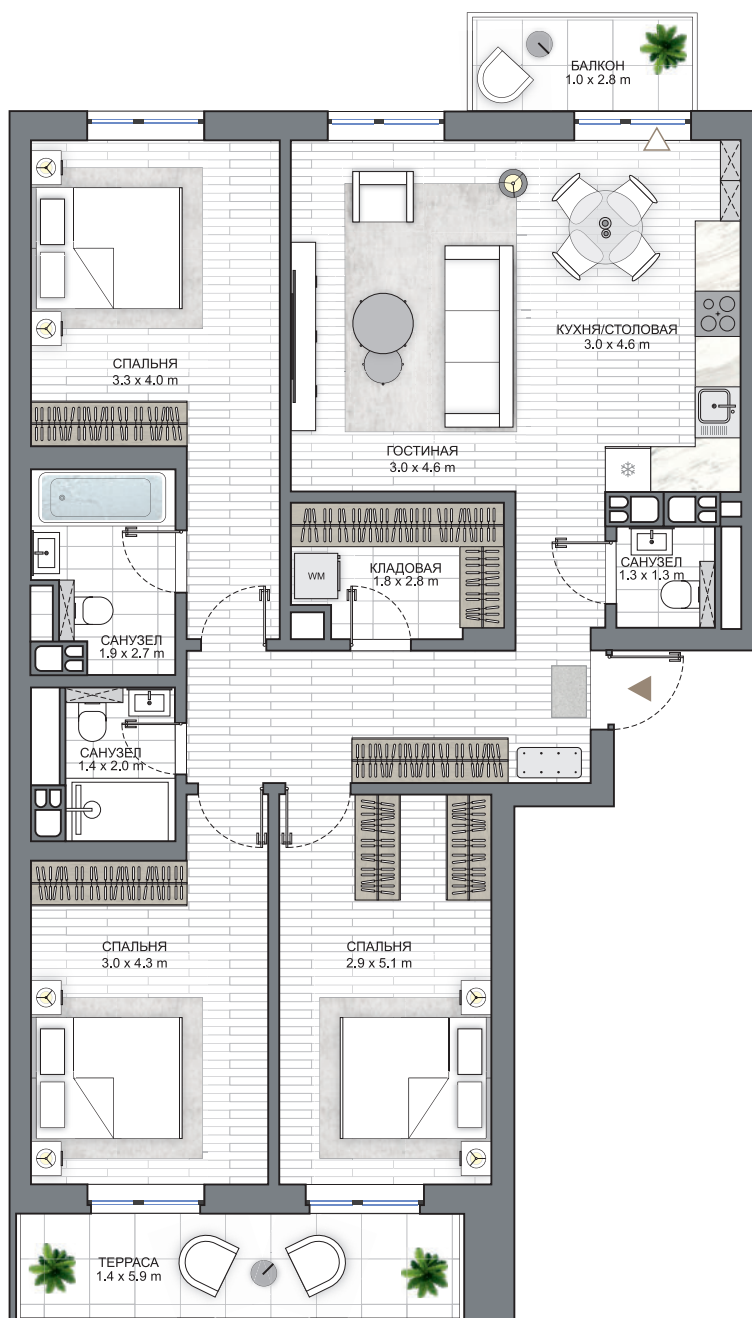 БАЛКОН
1.0 x 2.8 m
СПАЛЬНЯ
3.3 x 4.0 m
КУХНЯ/СТОЛОВАЯ
3.0 x 4.6 m
ГОСТИНАЯ
3.0 x 4.6 m
КЛАДОВАЯ
1.8 x 2.8 m
WM
САНУЗЕЛ
1.3 x 1.3 m
САНУЗЕЛ
1.9 x 2.7 m
САНУЗЕЛ
1.4 x 2.0 m
СПАЛЬНЯ
3.0 x 4.3 m
СПАЛЬНЯ
2.9 x 5.1 m
ТЕРРАСА
1.4 x 5.9 m